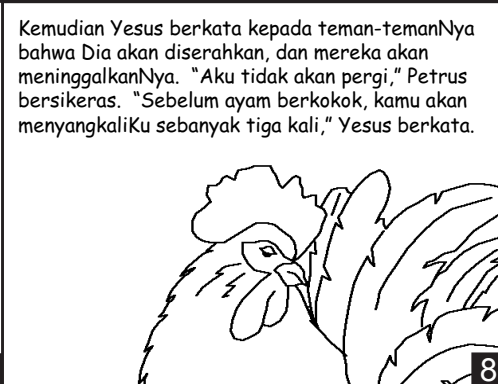 Kemudian Yesus berkata kepada teman-temanNya
bahwa Dia akan diserahkan, dan mereka akan
meninggalkanNya. “Aku tidak akan pergi,” Petrus
bersikeras. “Sebelum ayam berkokok, kamu akan
menyangkaliKu sebanyak tiga kali,” Yesus berkata.
8